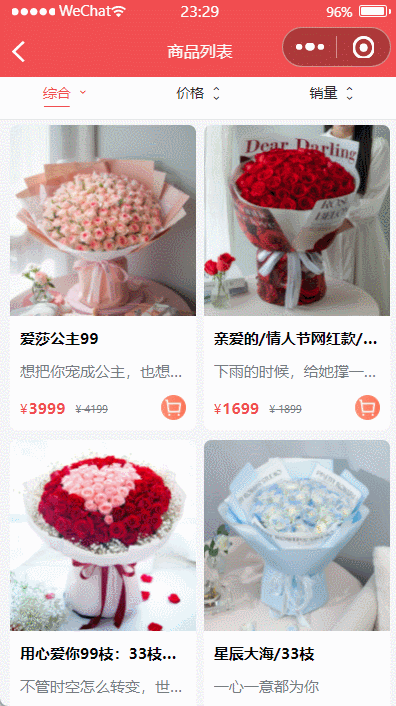 WeChat 23:29 96%
商品列表
综合 价格 销量
Dear Darling
爱莎公主99
亲爱的/情人节网红款/...
想把你宠成公主，也想...
下雨的时候，给她撑一...
¥3999 ¥ 4199
¥1699 ¥ 1899
用心爱你99枝：33枝...
星辰大海/33枝
不管时空怎么转变，世...
一心一意都为你